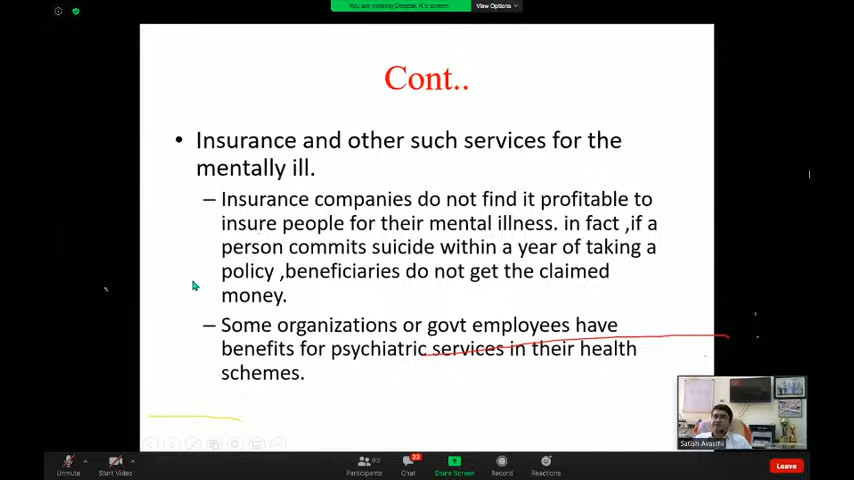 You are viewing Deepak K's screen
View Options
Cont..
• Insurance and other such services for the
mentally ill.
– Insurance companies do not find it profitable to
insure people for their mental illness. in fact ,if a
person commits suicide within a year of taking a
policy ,beneficiaries do not get the claimed
money.
– Some organizations or govt employees have
benefits for psychiatric services in their health
schemes.
Satish Avasthi
Unmute
Start Video
Participants
Chat
22
Share Screen
Record
Reactions
Leave